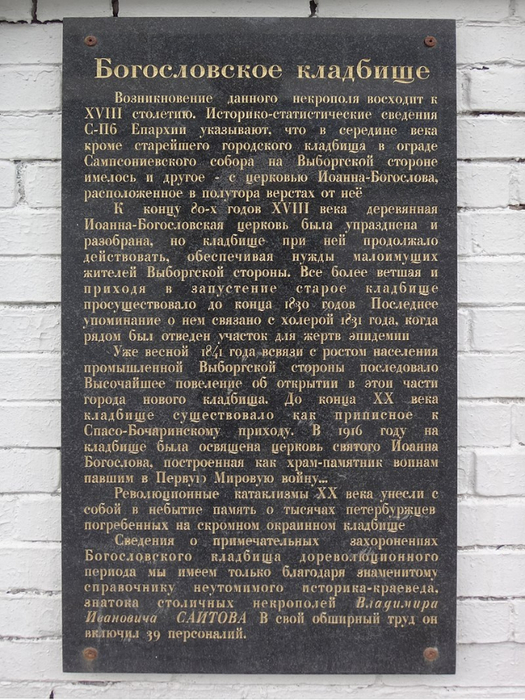 Богословское кладбище
Возникновение данного некрополя восходит к
XVIII столетию. Историко-статистические сведения
С-Пб Епархии указывают, что в середине века
кроме старейшего городского кладбища в ограде
Сампсониевского собора на Выборгской стороне
имелось и другое - с церковью Иоанна-Богослова,
расположенное в полутора верстах от неё
К концу 80-х годов XVIII века деревянная
Иоанна-Богословская церковь была упразднена и
разобрана, но кладбище при ней продолжало
действовать, обеспечивая нужды малоимущих
жителей Выборгской стороны. Все более ветшая и
приходя в запустение старое кладбище
просуществовало до конца 1830 годов Последнее
упоминание о нем связано с холерой 1831 года, когда
рядом был отведен участок для жертв эпидемии
Уже весной 1841 года всвязи с ростом населения
промышленной Выборгской стороны последовало
Высочайшее повеление об открытии в этои части
города нового кладбища. До конца XX века
кладбище существовало как приписное к
Спасо-Бочаринскому приходу. В 1916 году на
кладбище была освящена церковь святого Иоанна
Богослова, построенная как храм-памятник воинам
павшим в Первую Мировую войну...
Революционные катаклизмы XX века унесли с
собой в небытие память о тысячах петербуржцев
погребенных на скромном окраинном кладбище
Сведения о примечательных захоронениях
Богословского кладбища дореволюционного
периода мы имеем только благодаря знаменитому
справочнику неутомимого историка-краеведа,
знатока столичных некрополей Владимира
Ивановича САИТОВА В свой обширный труд он
включил 39 персоналий.